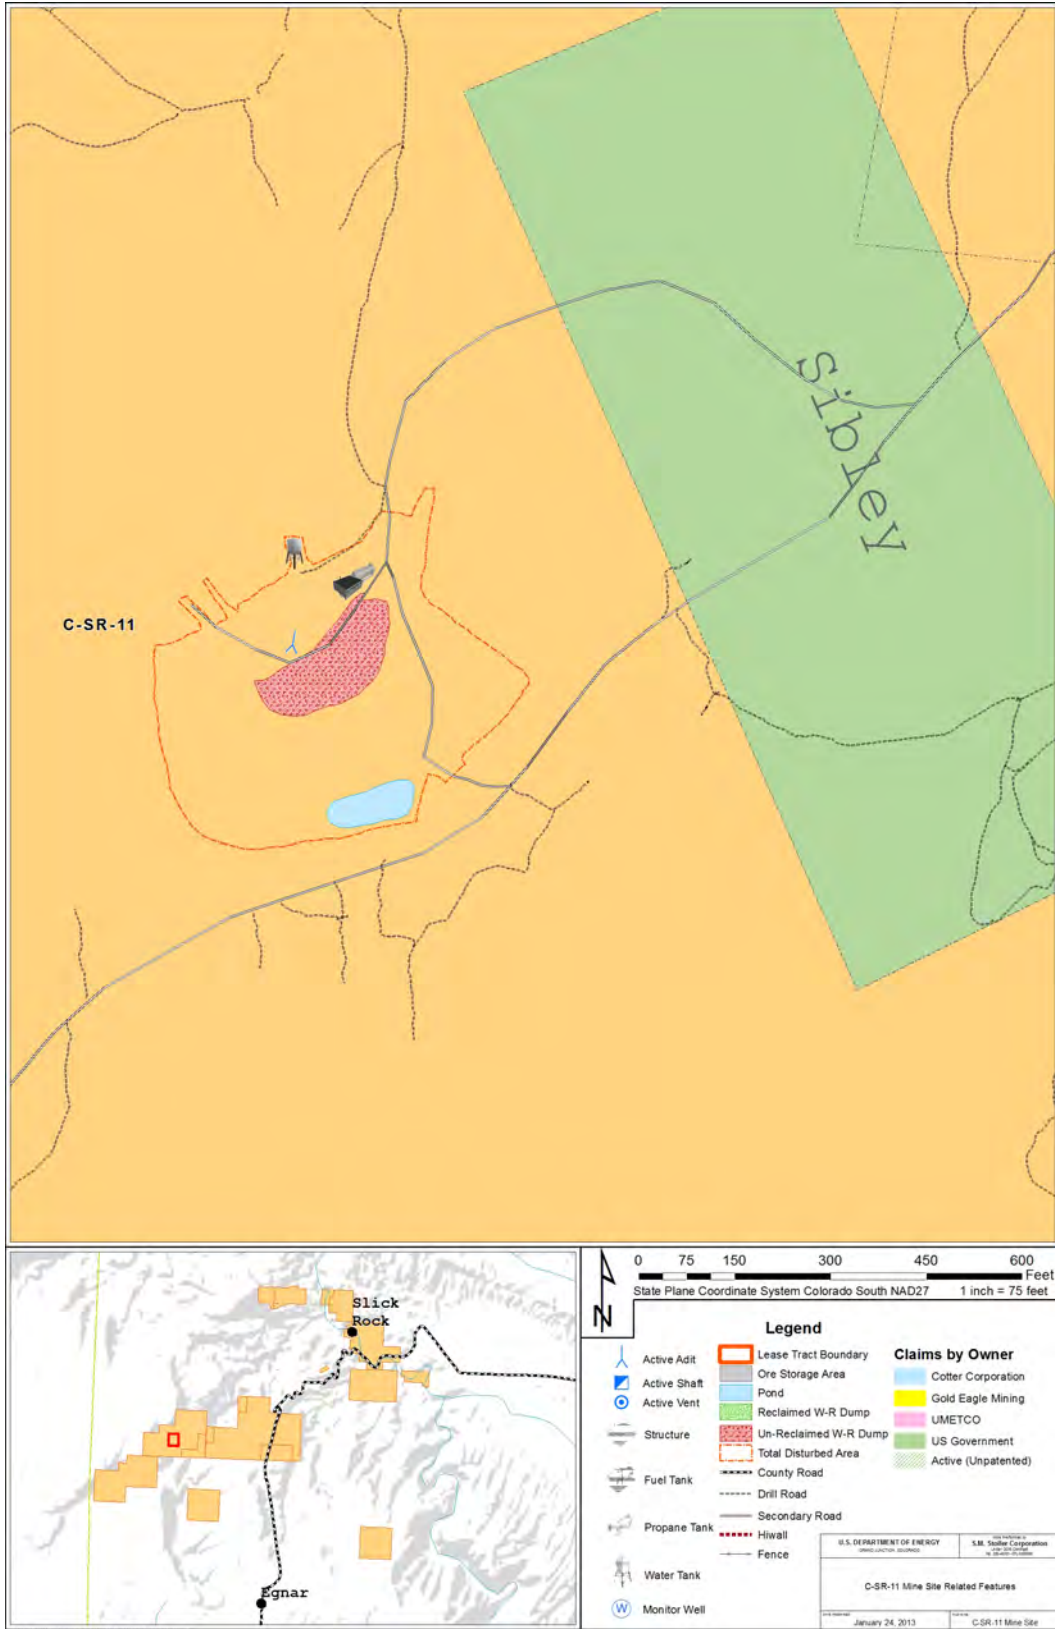 Sibley
C-SR-11
Slick
Rock
Egnar
N
0 75 150 300 450 600
Feet
State Plane Coordinate System Colorado South NAD27 1 inch = 75 feet
Legend
Active Adit
Active Shaft
Active Vent
Structure
Fuel Tank
Propane Tank
Water Tank
W Monitor Well
Lease Tract Boundary
Ore Storage Area
Pond
Reclaimed W-R Dump
Un-Reclaimed W-R Dump
Total Disturbed Area
County Road
Drill Road
Secondary Road
Hiwall
Fence
Claims by Owner
Cotter Corporation
Gold Eagle Mining
UMETCO
US Government
Active (Unpatented)
U.S. DEPARTMENT OF ENERGY
GRAND JUNCTION, COLORADO
S.M. Stoller Corporation
C-SR-11 Mine Site Related Features
January 24, 2013
C-SR-11 Mine Site